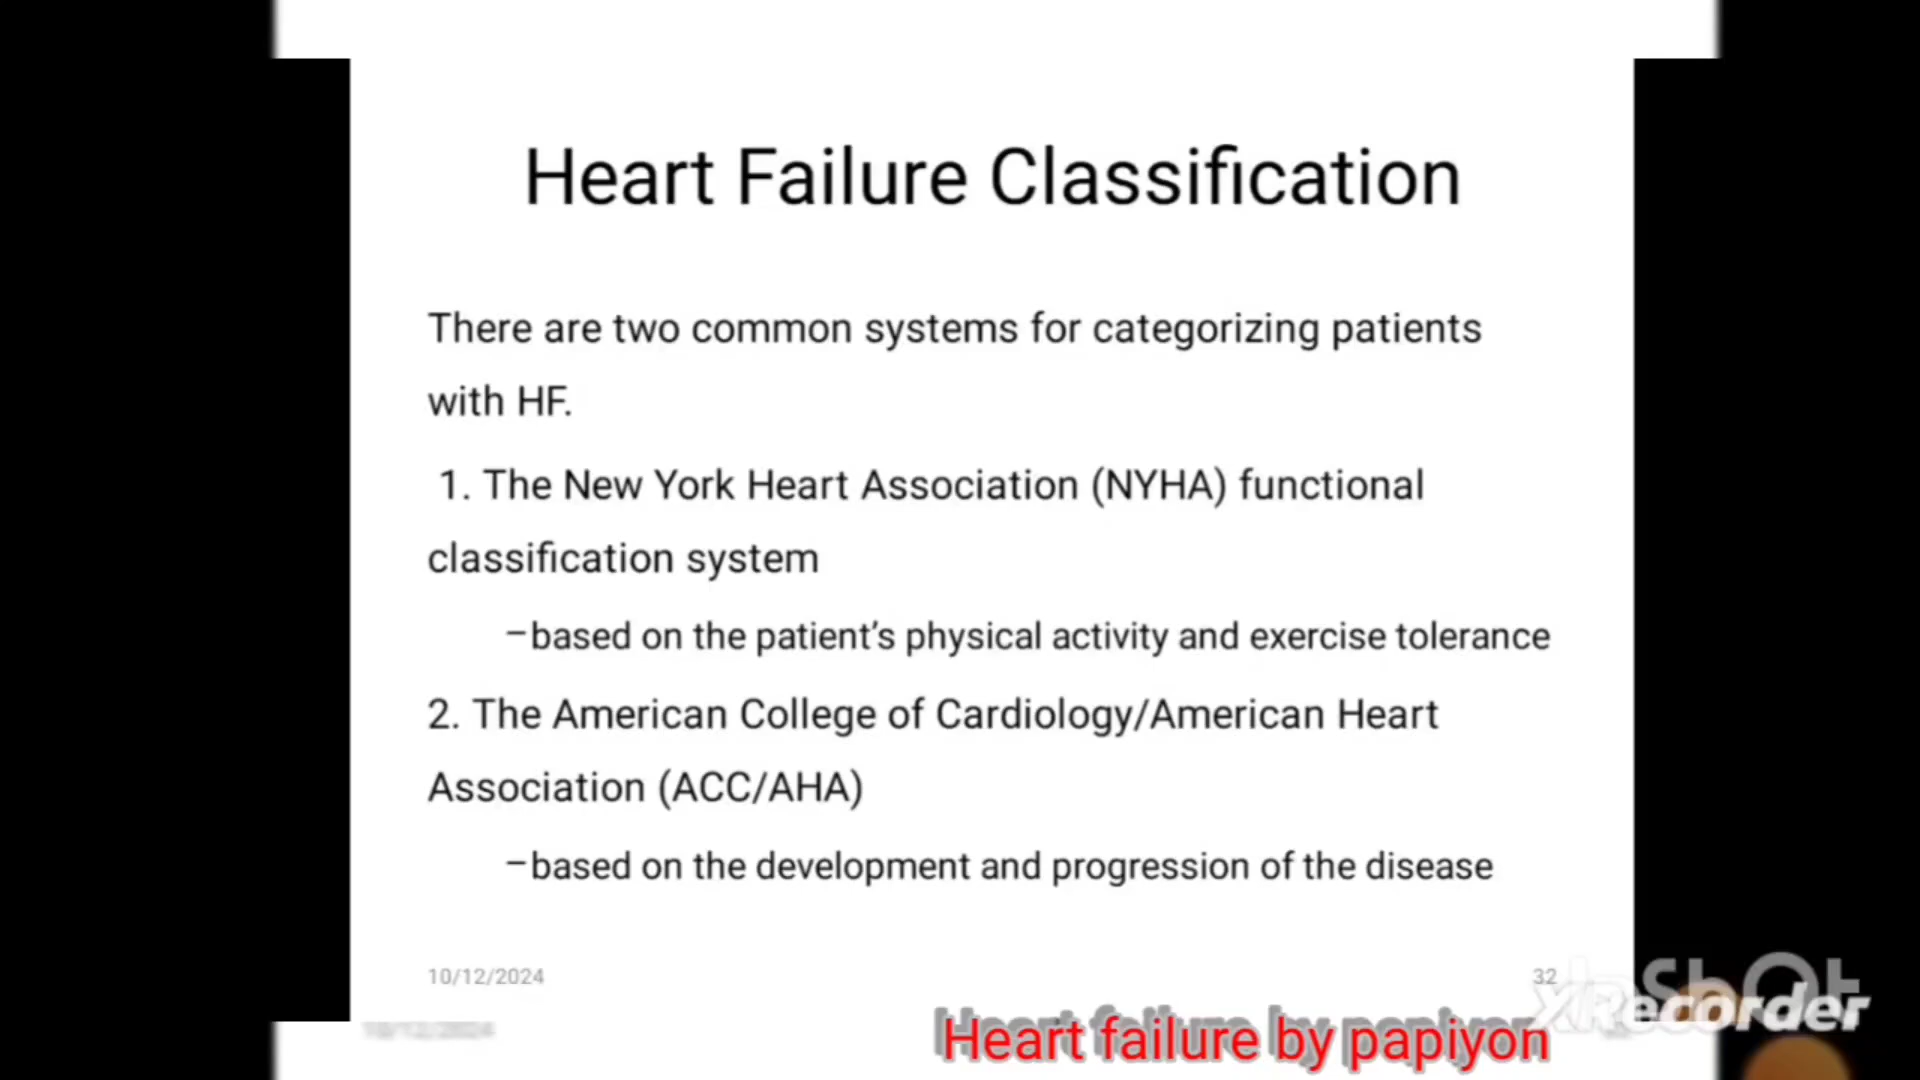 Heart Failure Classification
There are two common systems for categorizing patients
with HF.
1. The New York Heart Association (NYHA) functional
classification system
–based on the patient’s physical activity and exercise tolerance
2. The American College of Cardiology/American Heart
Association (ACC/AHA)
–based on the development and progression of the disease
10/12/2024
32
10/12/2024
Heart failure by papiyon
XRecorder